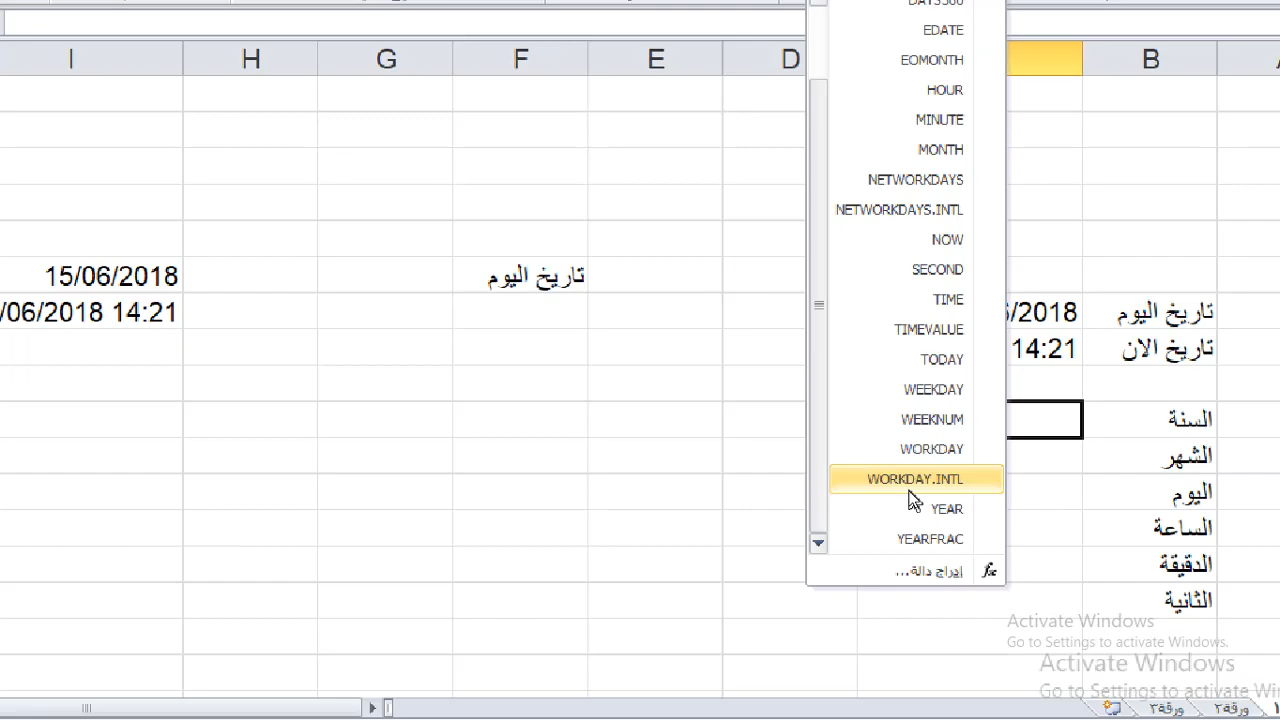 DAYS360
EDATE
I H G F E D B
EOMONTH
HOUR
MINUTE
MONTH
NETWORKDAYS
NETWORKDAYS.INTL
NOW
SECOND
15/06/2018
تاريخ اليوم
TIME
/06/2018 14:21
/2018
تاريخ اليوم
TIMEVALUE
14:21
تاريخ الان
TODAY
WEEKDAY
WEEKNUM
السنة
WORKDAY
الشهر
WORKDAY.INTL
اليوم
YEAR
الساعة
YEARFRAC
الدقيقة
إدراج دالة...
fx
الثانية
Activate Windows
Go to Settings to activate Windows.
Activate Windows
Go to Settings to activate Wi
ورقة٢
ورقة٣